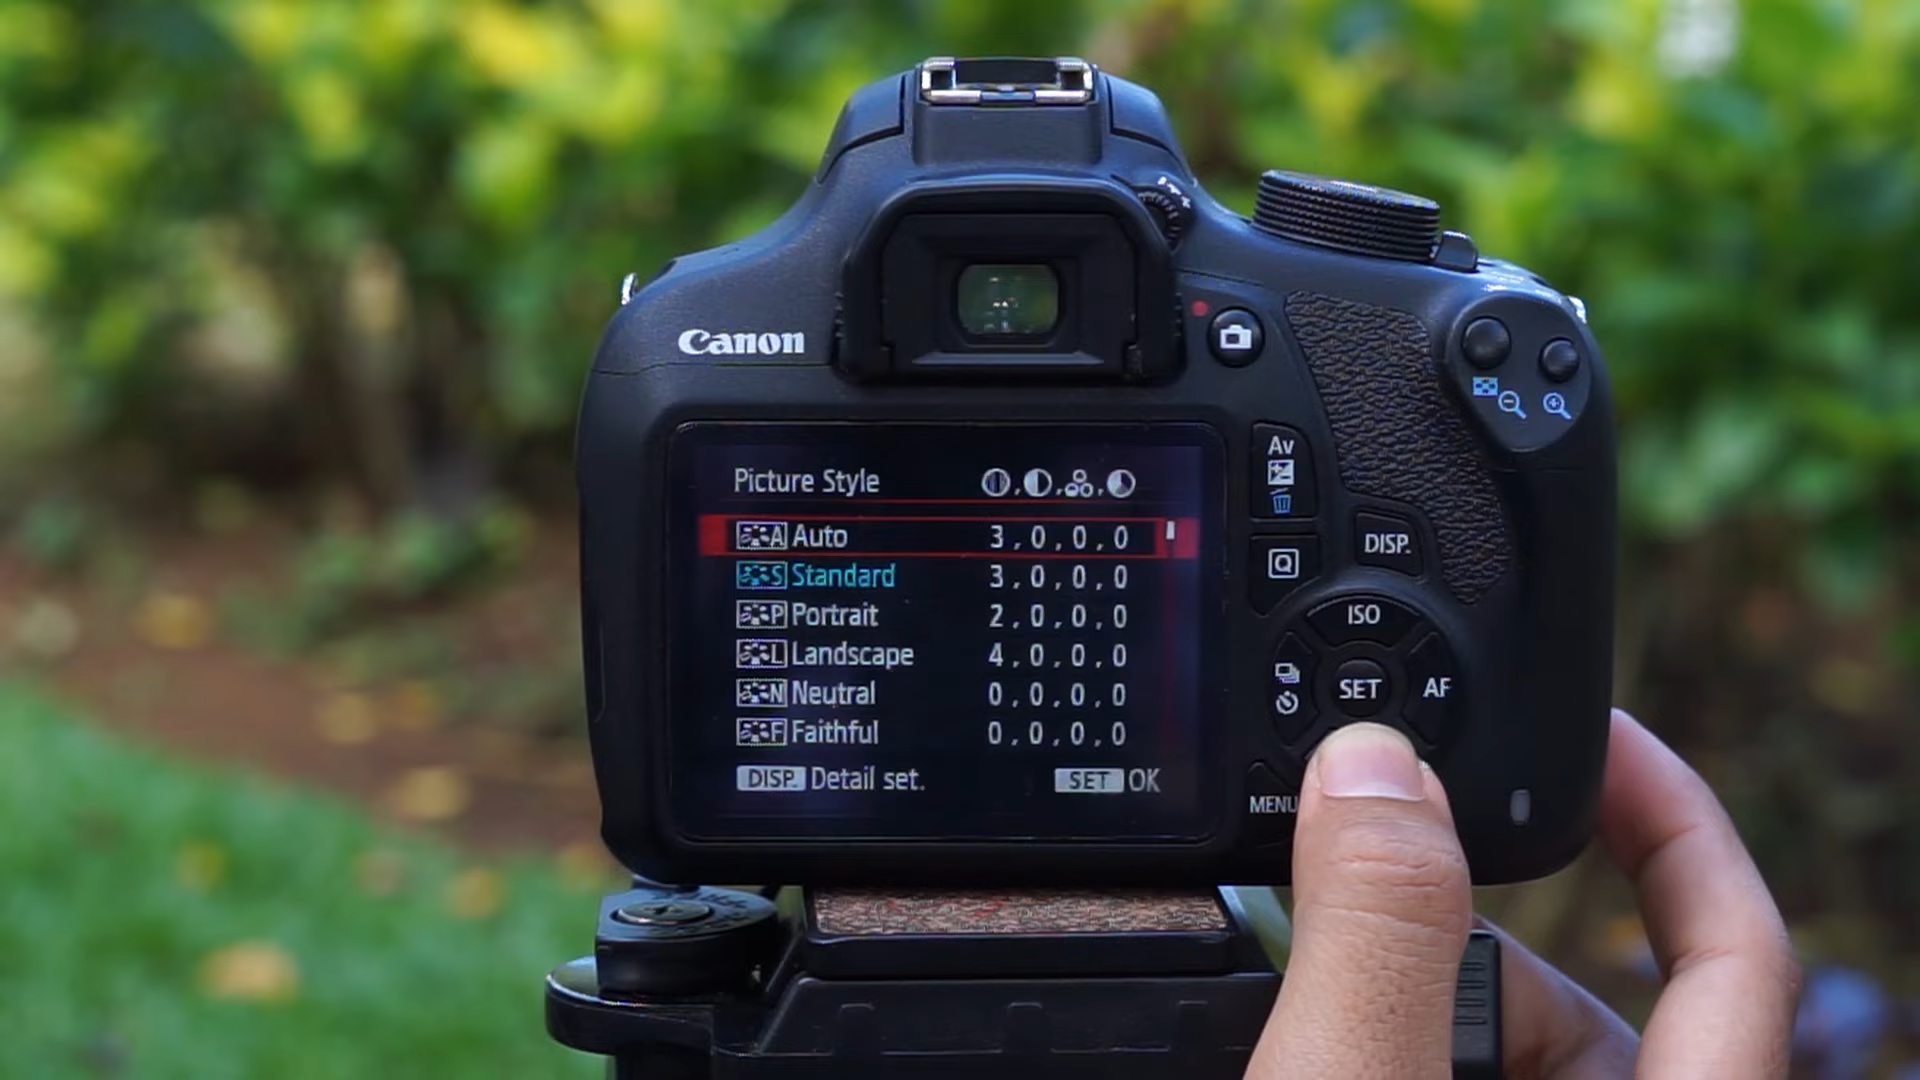 Canon
Picture Style
A Auto 3,0,0,0
S Standard 3,0,0,0
P Portrait 2,0,0,0
L Landscape 4,0,0,0
N Neutral 0,0,0,0
F Faithful 0,0,0,0
DISP. Detail set. SET OK
Av
Q
DISP.
ISO
SET
AF
MENU